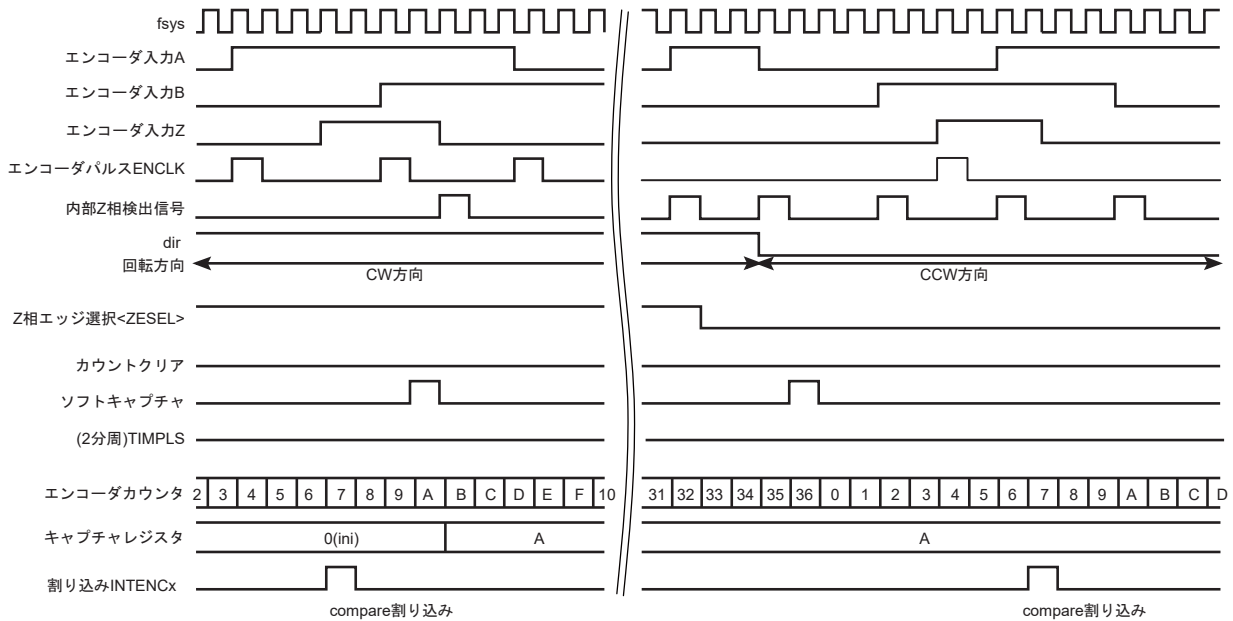 fsys
エンコーダ入力A
エンコーダ入力B
エンコーダ入力Z
エンコーダパルスENCLK
内部Z相検出信号
dir
回転方向
CW方向 CCW方向
Z相エッジ選択<ZESEL>
カウントクリア
ソフトキャプチャ
(2分周)TIMPLS
エンコーダカウンタ 2 3 4 5 6 7 8 9 A B C D E F 10 31 32 33 34 35 36 0 1 2 3 4 5 6 7 8 9 A B C D
キャプチャレジスタ 0(ini) A A
割り込みINTENCx
compare割り込み compare割り込み